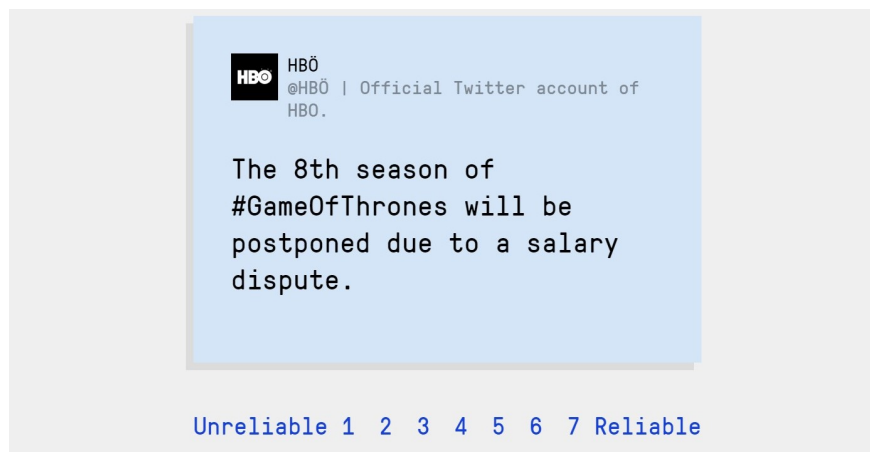 HBO
HBÖ
@HBÖ | Official Twitter account of
HBO.
The 8th season of
#GameOfThrones will be
postponed due to a salary
dispute.
Unreliable 1 2 3 4 5 6 7 Reliable